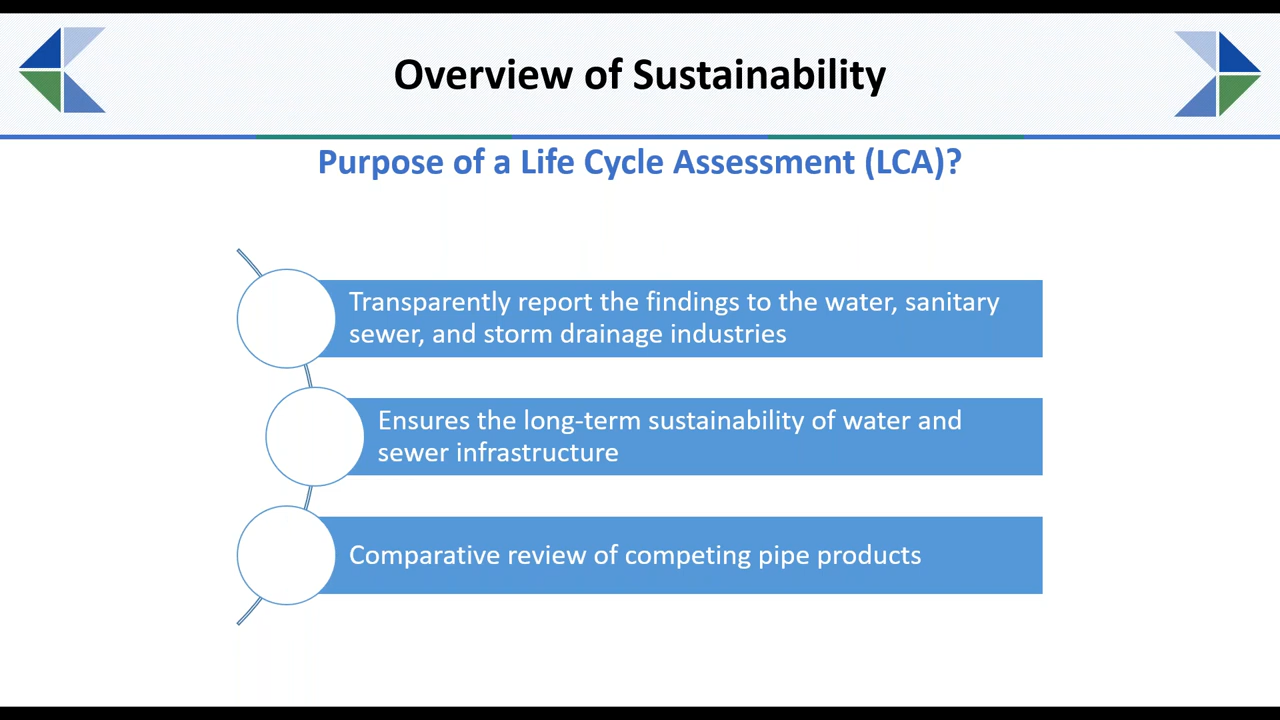 Overview of Sustainability
Purpose of a Life Cycle Assessment (LCA)?
Transparently report the findings to the water, sanitary
sewer, and storm drainage industries
Ensures the long-term sustainability of water and
sewer infrastructure
Comparative review of competing pipe products